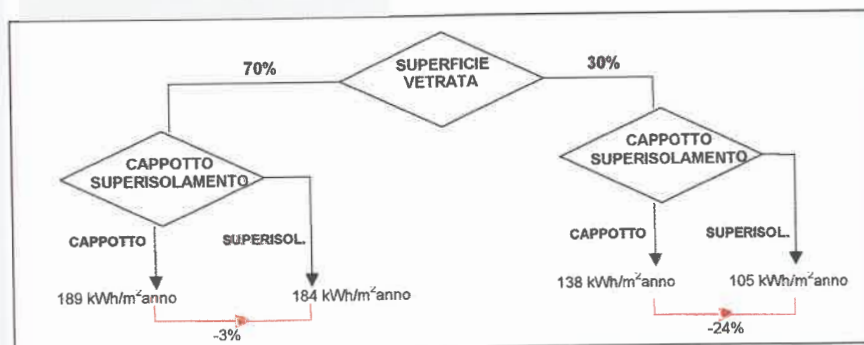 70%
SUPERFICIE
VETRATA
30%
CAPPOTTO
SUPERISOLAMENTO
CAPPOTTO
SUPERISOLAMENTO
CAPPOTTO
SUPERISOL.
CAPPOTTO
SUPERISOL.
189 kWh/m²anno
184 kWh/m²anno
138 kWh/m²anno
105 kWh/m²anno
-3%
-24%